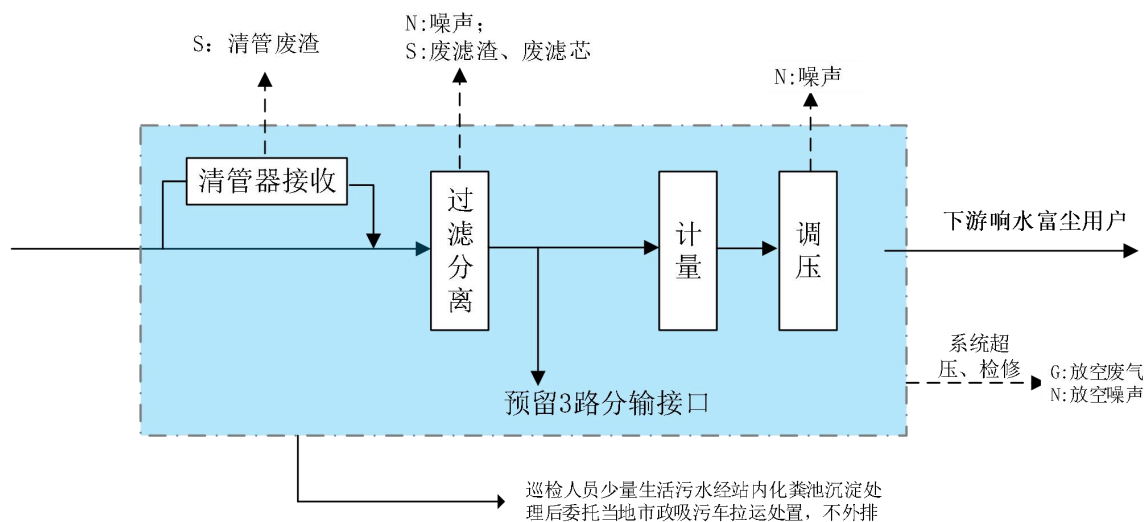 S：清管废渣
N:噪声；
S:废滤渣、废滤芯
N:噪声
清管器接收
过滤分离
计量
调压
下游响水富尘用户
预留3路分输接口
系统超
压、检修
G:放空废气
N:放空噪声
巡检人员少量生活污水经站内化粪池沉淀处
理后委托当地市政吸污车拉运处置，不外排